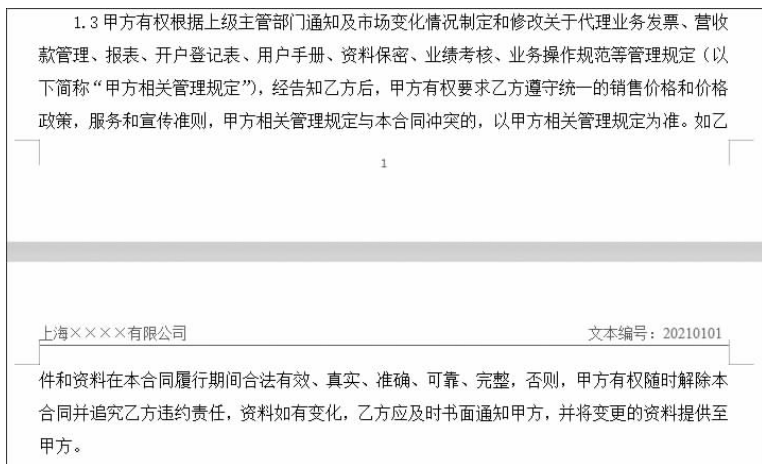 1.3 甲方有权根据上级主管部门通知及市场变化情况制定和修改关于代理业务发票、营收
款管理、报表、开户登记表、用户手册、资料保密、业绩考核、业务操作规范等管理规定（以
下简称“甲方相关管理规定”），经告知乙方后，甲方有权要求乙方遵守统一的销售价格和价格
政策，服务和宣传准则，甲方相关管理规定与本合同冲突的，以甲方相关管理规定为准。如乙
1
上海××××有限公司 文本编号：20210101
件和资料在本合同履行期间合法有效、真实、准确、可靠、完整，否则，甲方有权随时解除本
合同并追究乙方违约责任，资料如有变化，乙方应及时书面通知甲方，并将变更的资料提供至
甲方。